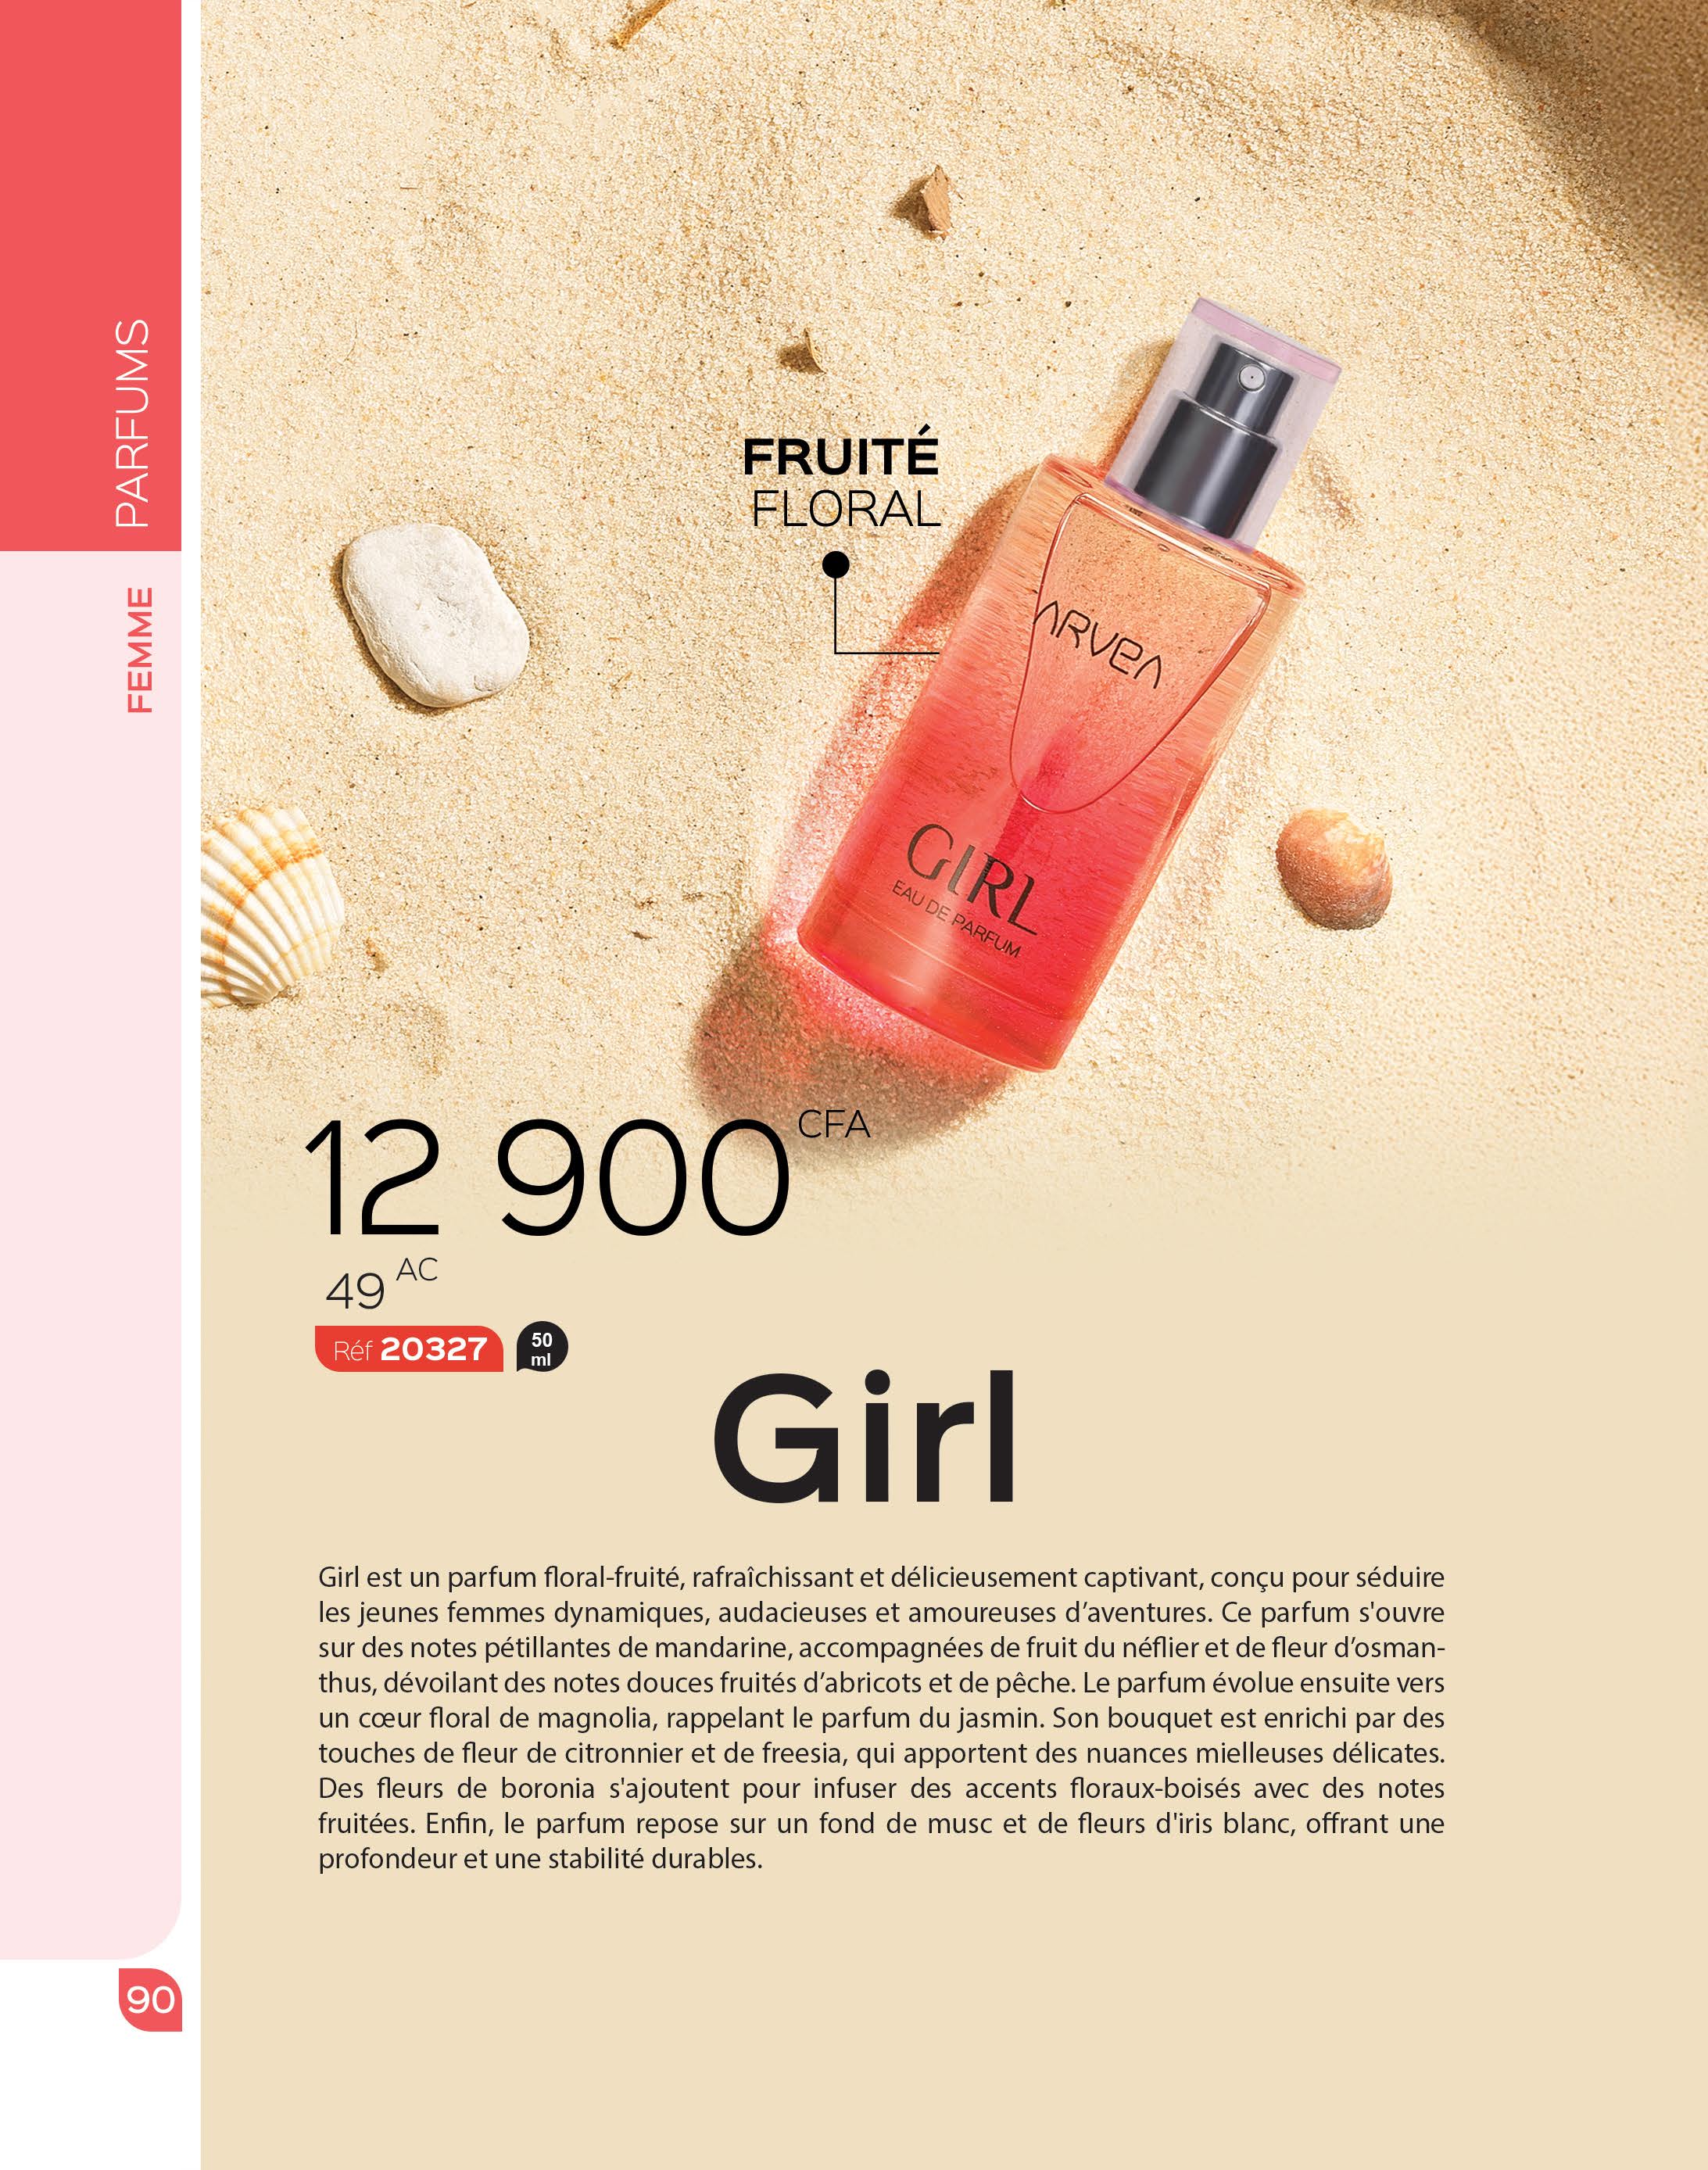 PARFUMS
FEMME
FRUITÉ
FLORAL
ARVEA
GIRL
EAU DE PARFUM
12 900 CFA
49 AC
Réf 20327
50
ml
Girl
Girl est un parfum floral-fruité, rafraîchissant et délicieusement captivant, conçu pour séduire
les jeunes femmes dynamiques, audacieuses et amoureuses d’aventures. Ce parfum s'ouvre
sur des notes pétillantes de mandarine, accompagnées de fruit du néflier et de fleur d’osman-
thus, dévoilant des notes douces fruités d’abricots et de pêche. Le parfum évolue ensuite vers
un cœur floral de magnolia, rappelant le parfum du jasmin. Son bouquet est enrichi par des
touches de fleur de citronnier et de freesia, qui apportent des nuances mielleuses délicates.
Des fleurs de boronia s'ajoutent pour infuser des accents floraux-boisés avec des notes
fruitées. Enfin, le parfum repose sur un fond de musc et de fleurs d'iris blanc, offrant une
profondeur et une stabilité durables.
90